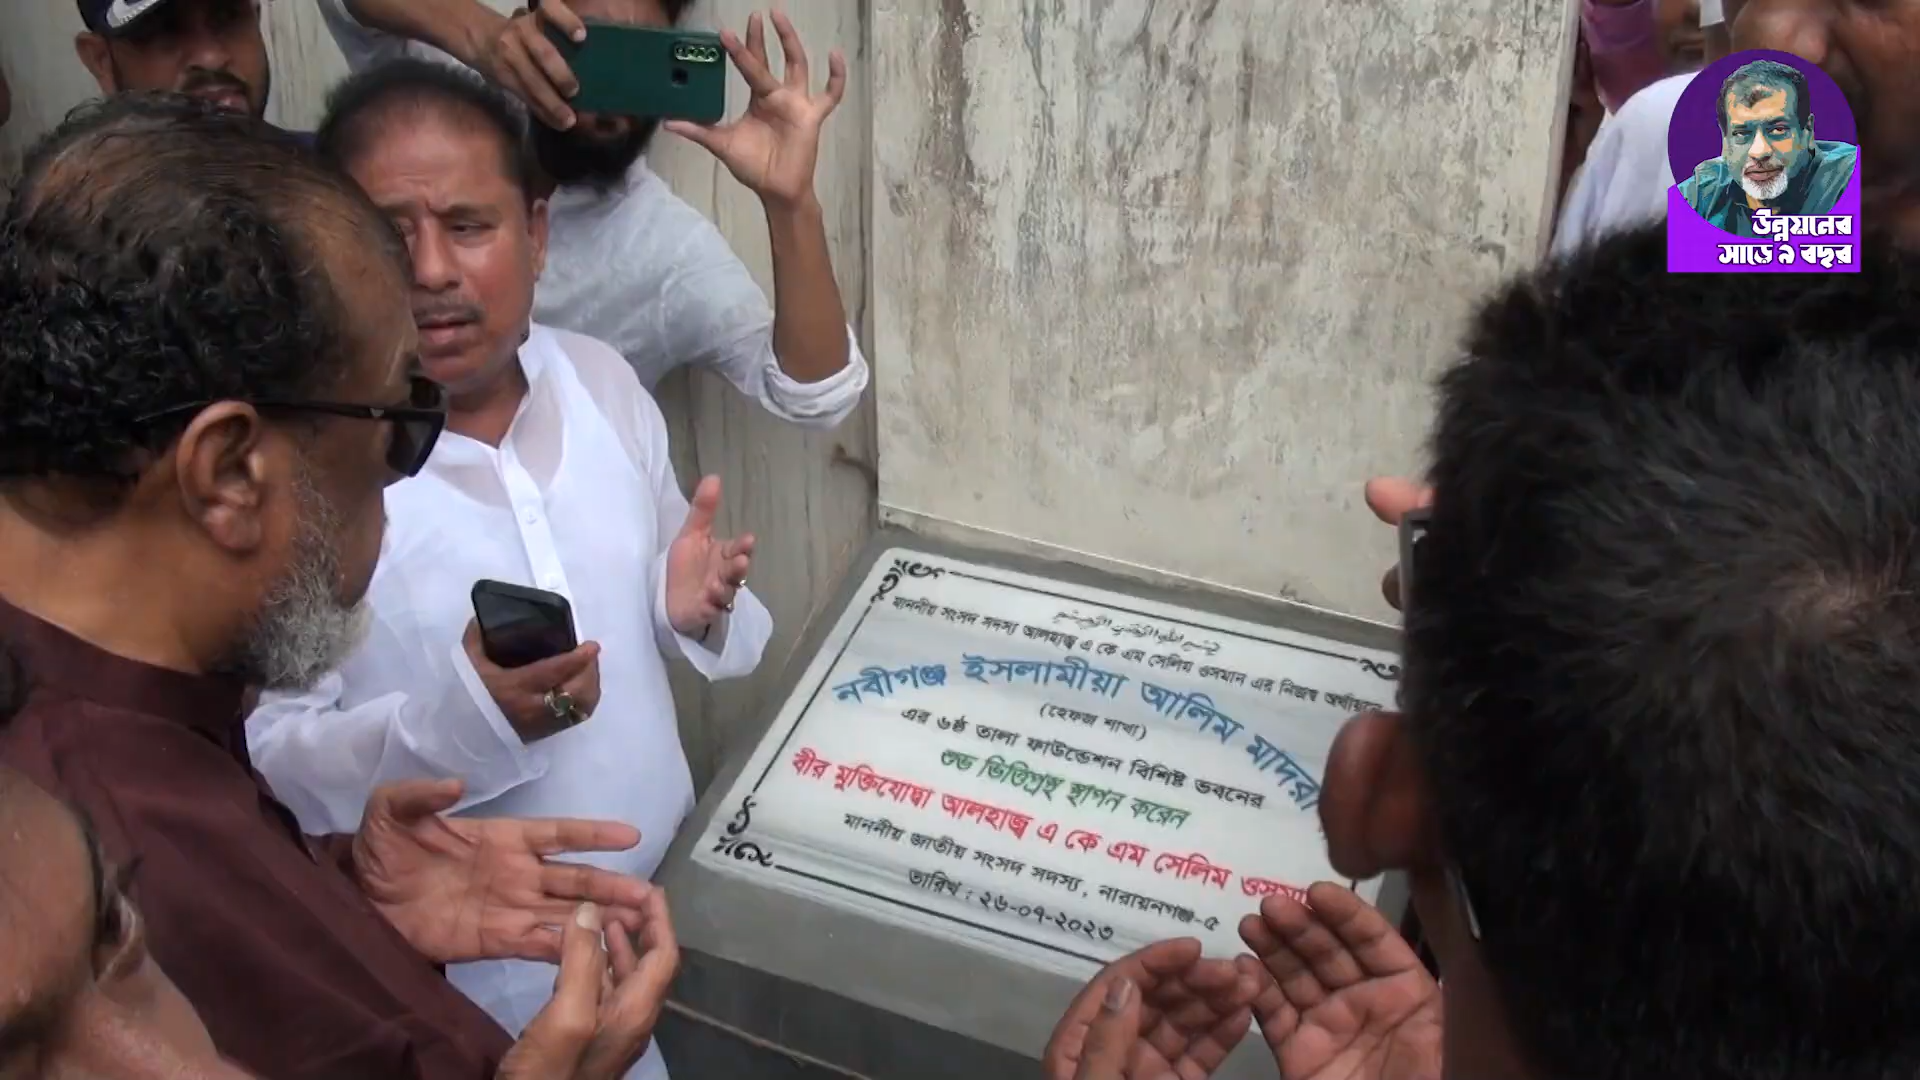 মাননীয় সংসদ সদস্য আলহাজ্ব এ কে এম সেলিম ওসমান এর নিজস্ব অর্থায়নে
নবীগঞ্জ ইসলামীয়া আলিম মাদরা
(হেফজ শাখা)
এর ৬ষ্ঠ তালা ফাউন্ডেশন বিশিষ্ট ভবনের
শুভ ভিত্তিপ্রস্থ স্থাপন করেন
বীর মুক্তিযোদ্বা আলহাজ্ব এ কে এম সেলিম ওসমা
মাননীয় জাতীয় সংসদ সদস্য, নারায়নগঞ্জ-৫
তারিখ : ২৬-০৭-২০২৩
উন্নয়নের
সাড়ে ৯ বছর